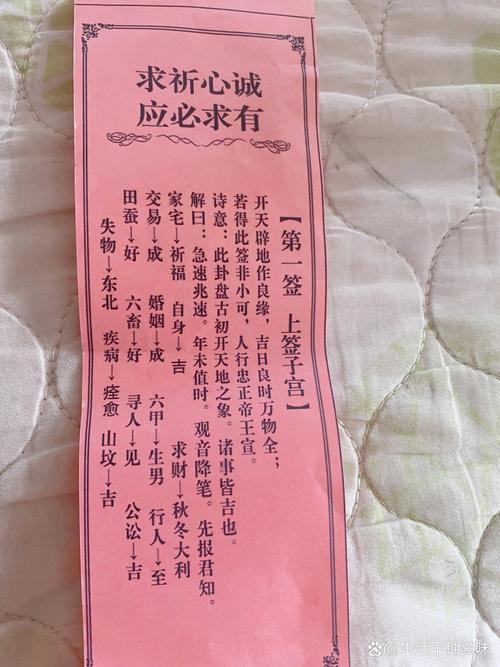 诚心祈求
有求必应
【第一签 上签子宫】
开天辟地作良缘，吉日良时万物全；
若得此签非小可，人行忠正帝王宣。
诗意：此卦盘古初开天地之象。诸事皆吉也。
解曰：急速兆速。年未值时。观音降笔。先报君知。
家宅→祈福 自身→吉 求财→秋冬大利
交易→成 婚姻→成 六甲→生男 行人→至
田蚕→好 六畜→好 寻人→见 公讼→吉
失物→东北 疾病→痊愈 山坟→吉